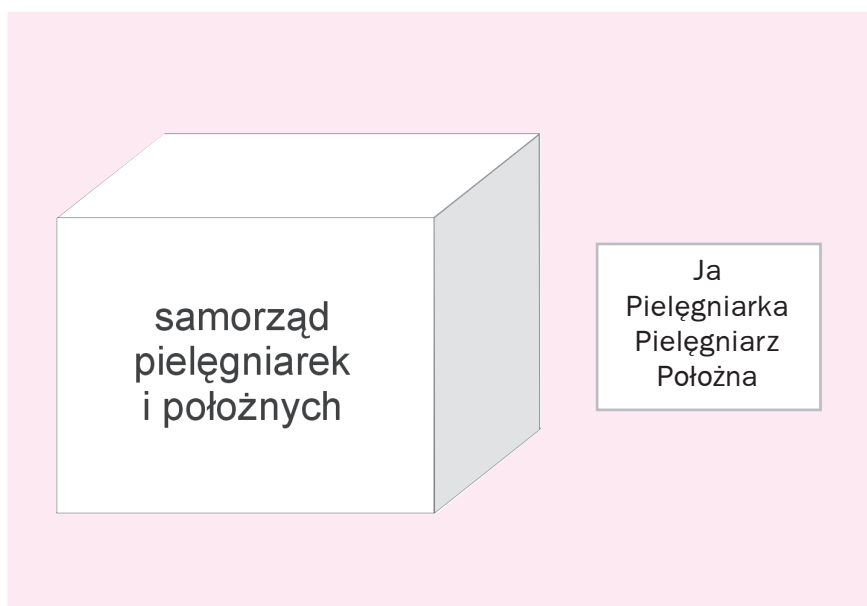 samorząd
pielęgniarek
i położnych
Ja
Pielęgniarka
Pielęgniarz
Położna